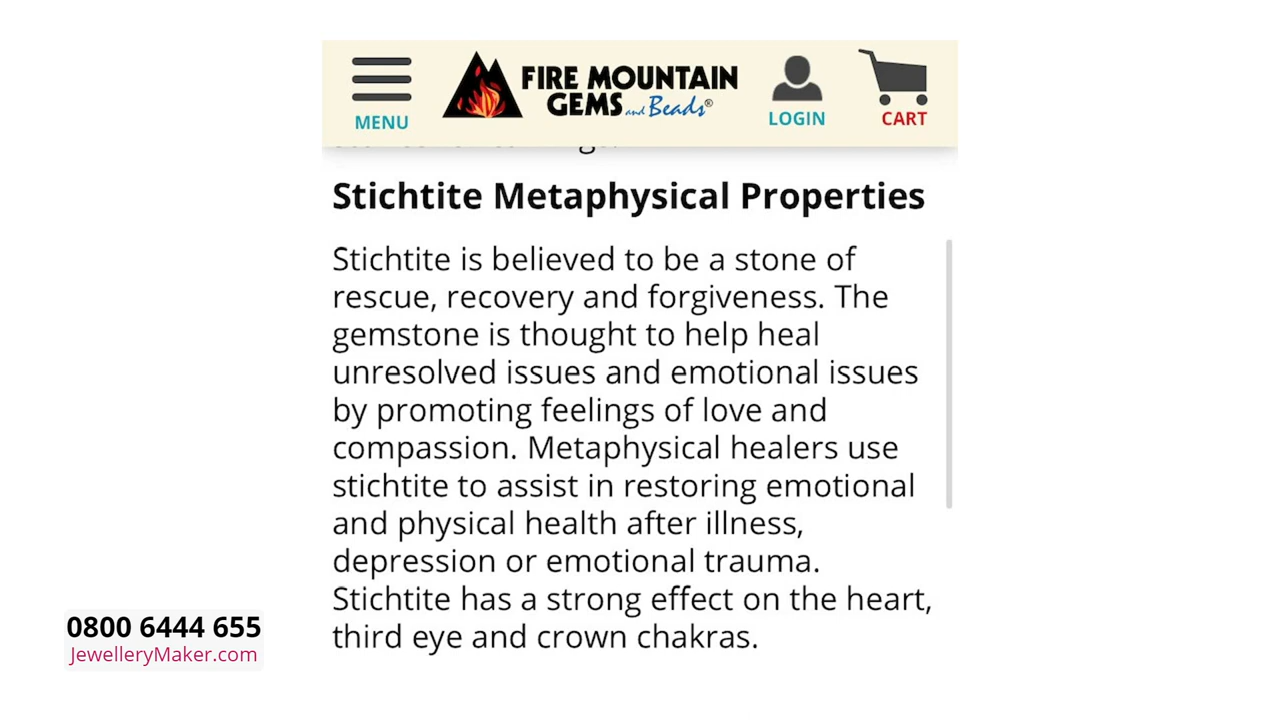 MENU
FIRE MOUNTAIN
GEMS and Beads®
LOGIN
CART
Stichtite Metaphysical Properties
Stichtite is believed to be a stone of
rescue, recovery and forgiveness. The
gemstone is thought to help heal
unresolved issues and emotional issues
by promoting feelings of love and
compassion. Metaphysical healers use
stichtite to assist in restoring emotional
and physical health after illness,
depression or emotional trauma.
Stichtite has a strong effect on the heart,
third eye and crown chakras.
0800 6444 655
JewelleryMaker.com